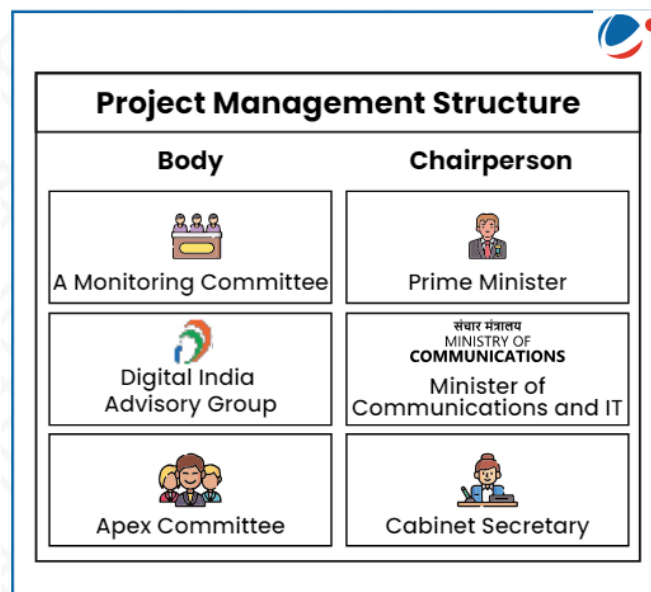 Project Management Structure
Body Chairperson
A Monitoring Committee
Prime Minister
Digital India
Advisory Group
संचार मंत्रालय
MINISTRY OF
COMMUNICATIONS
Minister of
Communications and IT
Apex Committee
Cabinet Secretary